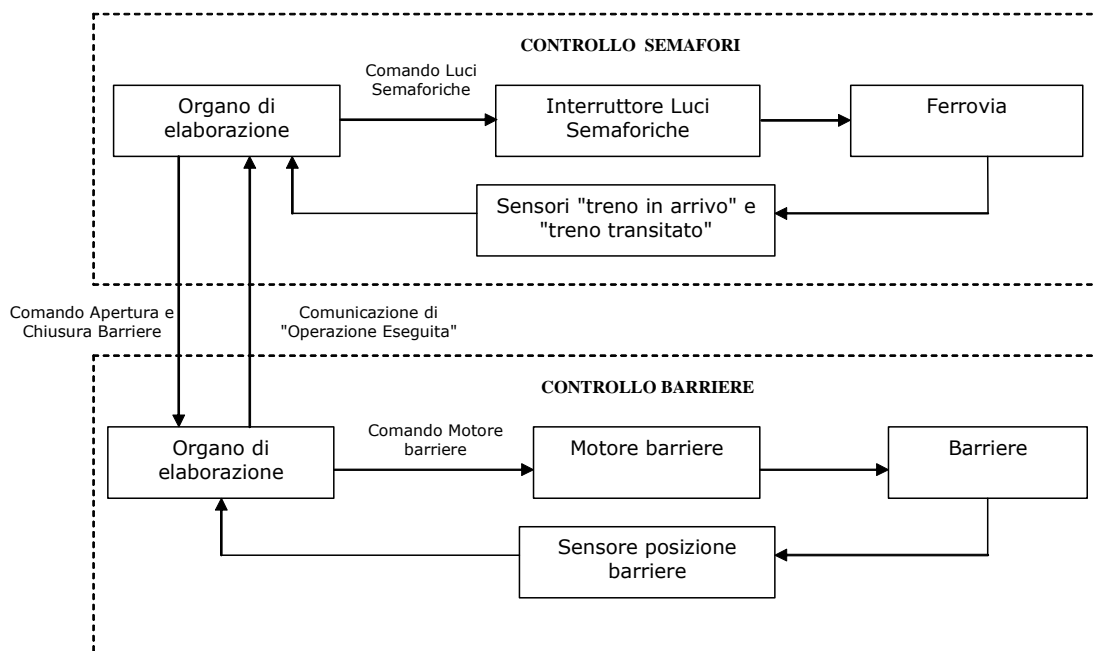 CONTROLLO SEMAFORI
Comando Luci
Semaforiche
Organo di
elaborazione
Interruttore Luci
Semaforiche
Ferrovia
Sensori "treno in arrivo" e
"treno transitato"
Comando Apertura e
Chiusura Barriere
Comunicazione di
"Operazione Eseguita"
CONTROLLO BARRIERE
Organo di
elaborazione
Comando Motore
barriere
Motore barriere
Barriere
Sensore posizione
barriere